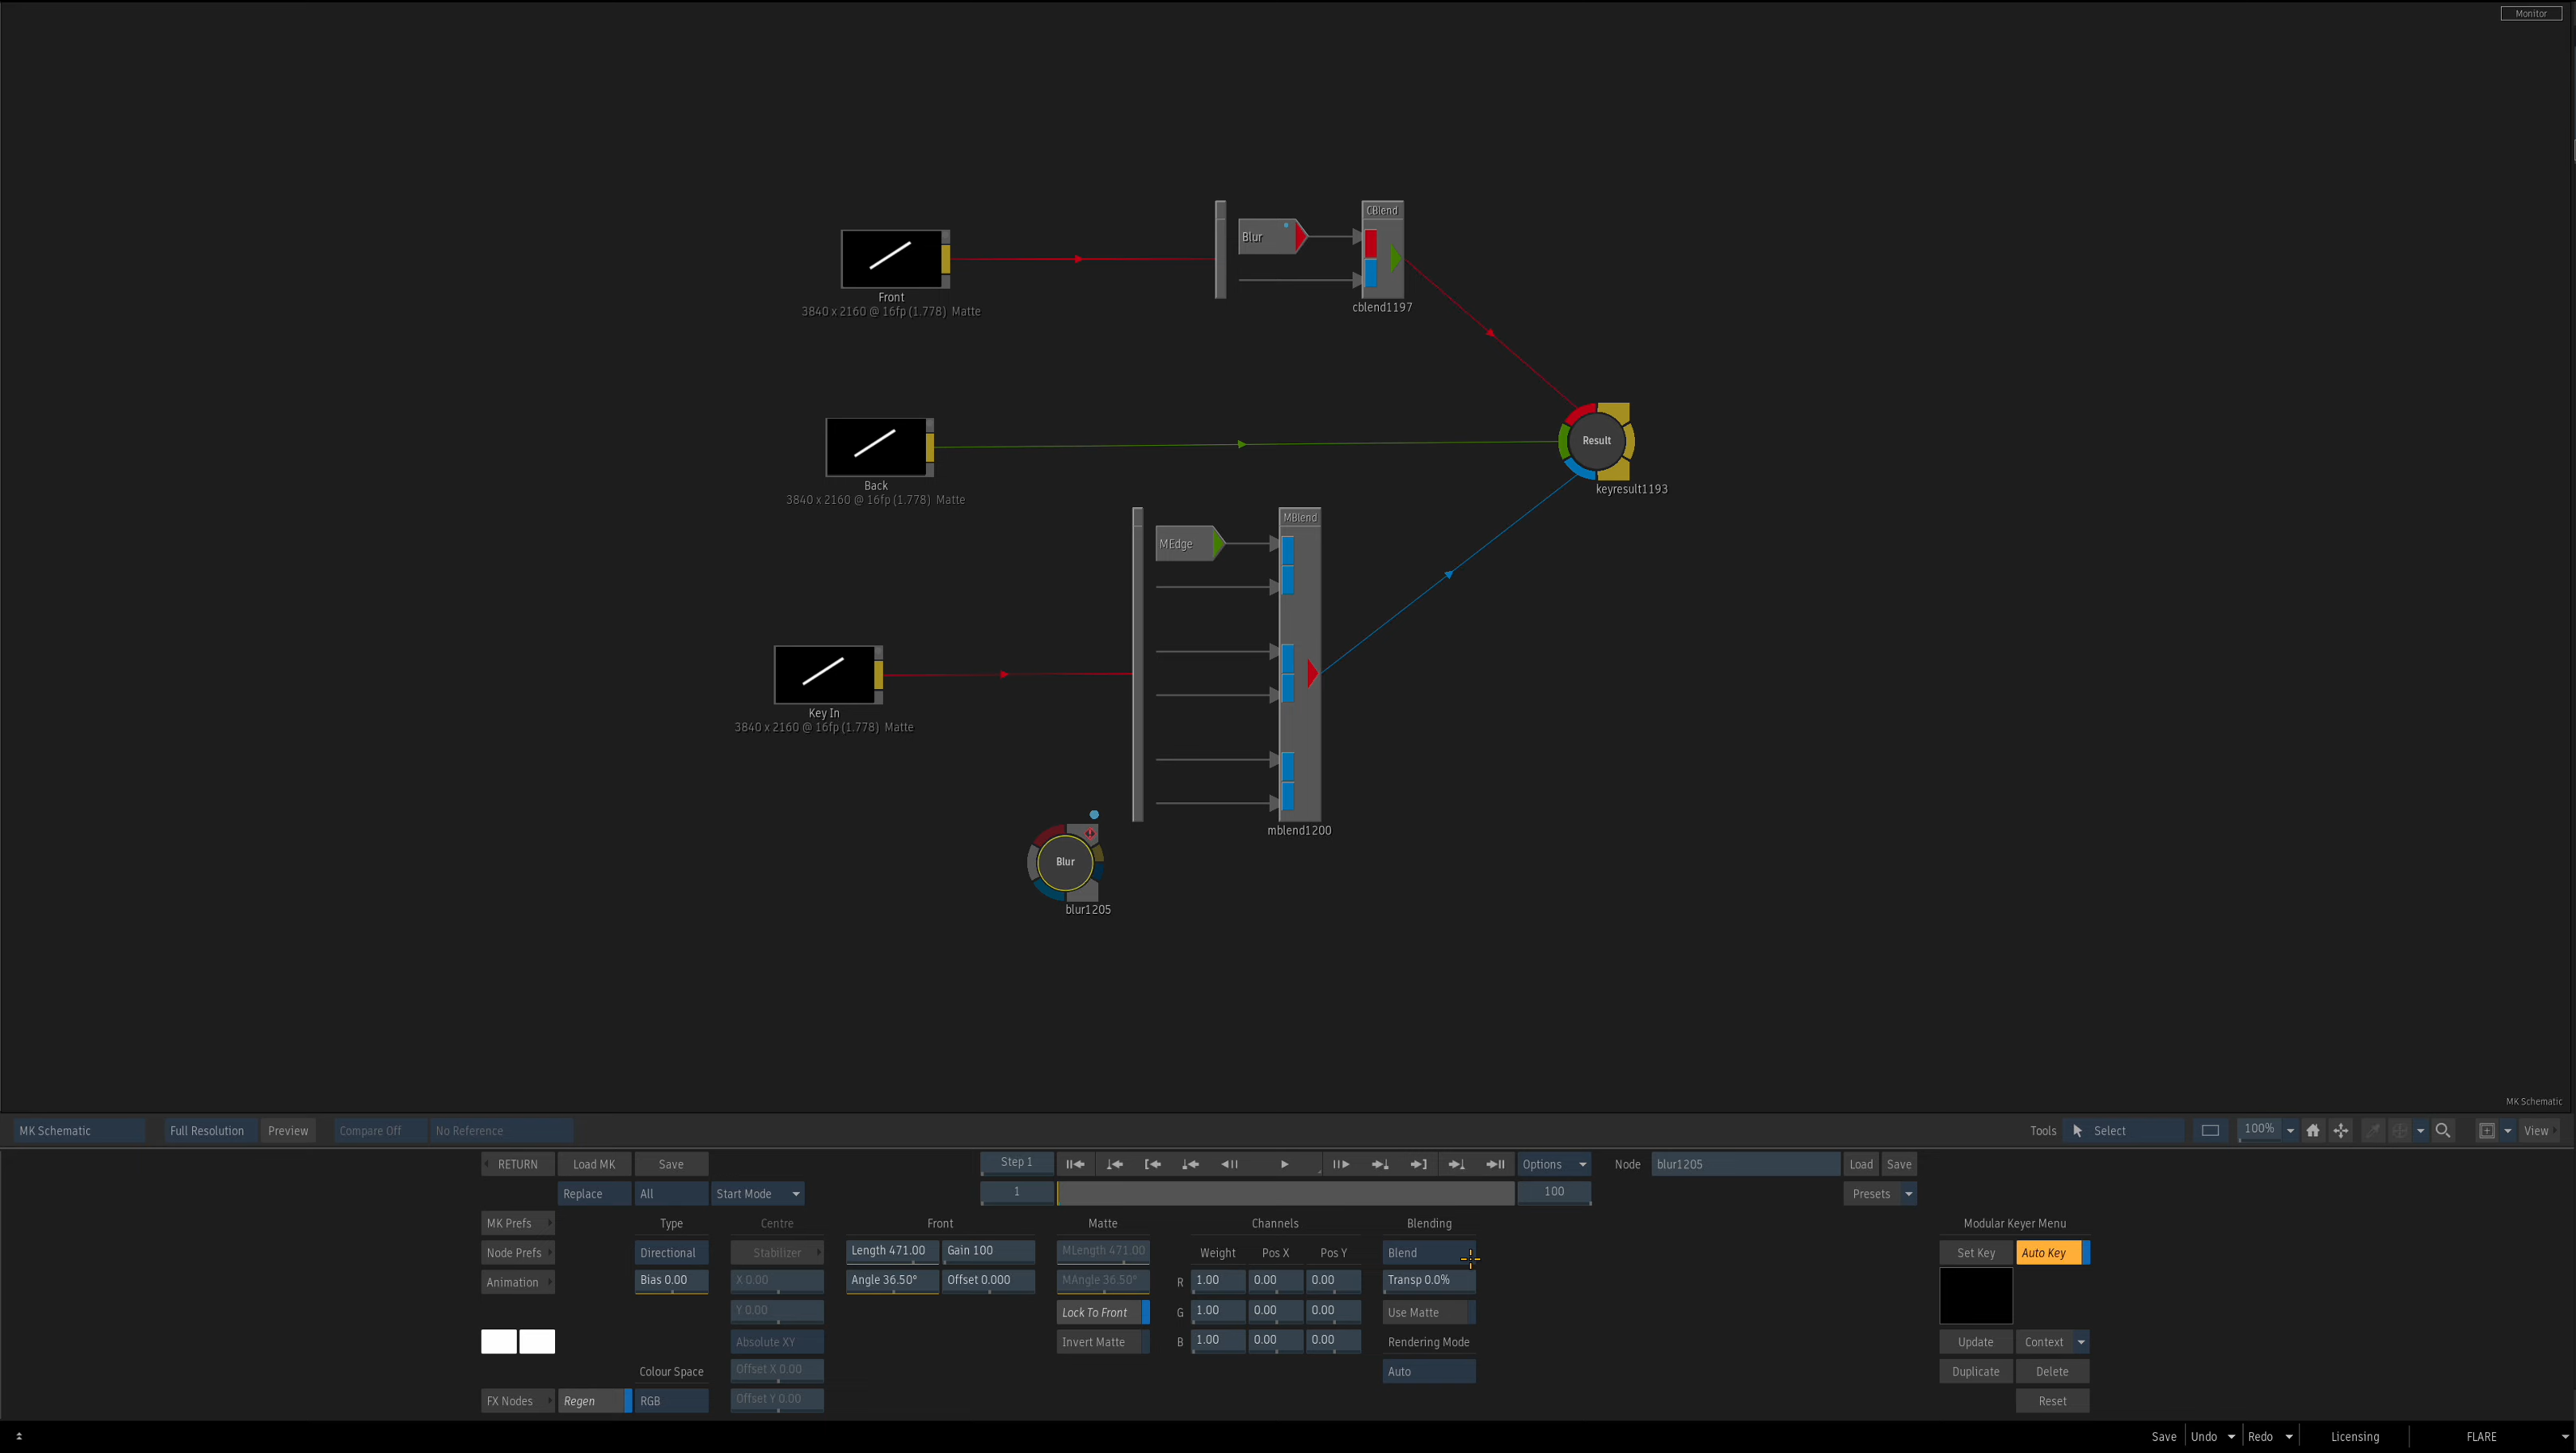 Monitor
CBlend
Blur
Front
3840 x 2160 @ 16fp (1.778) Matte
cblend1197
Result
Back
3840 x 2160 @ 16fp (1.778) Matte
keyresult1193
MBlend
MEdge
Key In
3840 x 2160 @ 16fp (1.778) Matte
mblend1200
Blur
blur1205
MK Schematic
MK Schematic Full Resolution Preview Compare Off No Reference Tools Select 100% View
RETURN Load MK Save Step 1 Options Node blur1205 Load Save
Replace All Start Mode 1 100 Presets
MK Prefs Type Centre Front Matte Channels Blending Modular Keyer Menu
Node Prefs Directional Stabilizer Length 471.00 Gain 100 MLength 471.00 Weight Pos X Pos Y Blend Set Key Auto Key
Animation Bias 0.00 X 0.00 Angle 36.50° Offset 0.000 MAngle 36.50° R 1.00 0.00 0.00 Transp 0.0%
Y 0.00 Lock To Front G 1.00 0.00 0.00 Use Matte
Absolute XY Invert Matte B 1.00 0.00 0.00 Rendering Mode Update Context
Colour Space Offset X 0.00 Auto Duplicate Delete
FX Nodes Regen RGB Offset Y 0.00 Reset
Save Undo Redo Licensing FLARE